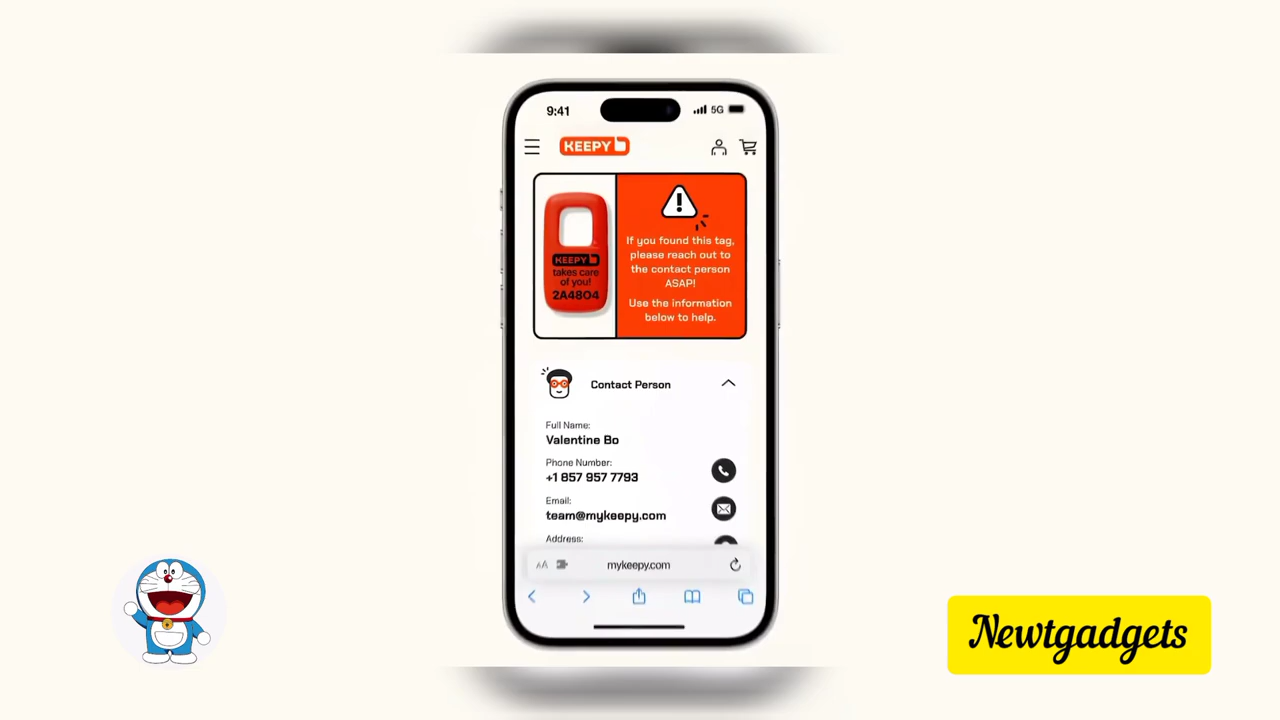 9:41
5G
KEEPY
If you found this tag,
please reach out to
the contact person
ASAP!
Use the information
below to help.
KEEPY
takes care
of you!
2A4804
Contact Person
Full Name:
Valentine Bo
Phone Number:
+1 857 957 7793
Email:
team@mykeepy.com
Address:
AA
mykeepy.com
Newtgadgets